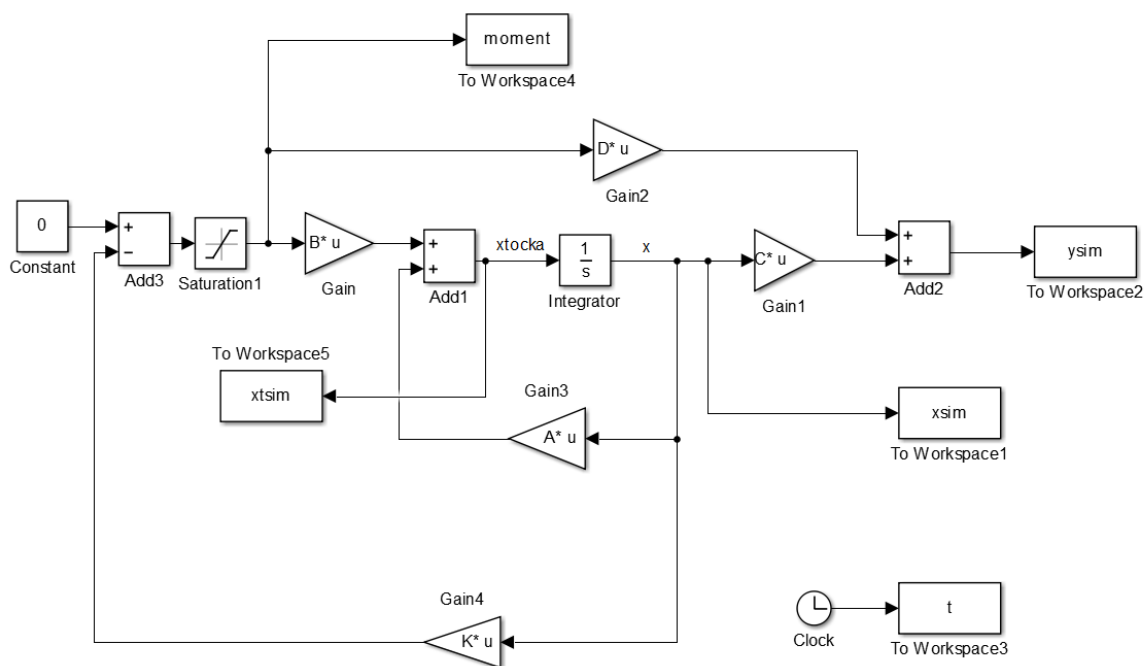 moment
To Workspace4
D* u
Gain2
0
Constant
+
−
Add3
Saturation1
B* u
Gain
+
+
Add1
xtocka
1
s
Integrator
x
C* u
Gain1
+
+
Add2
ysim
To Workspace2
To Workspace5
xtsim
Gain3
A* u
xsim
To Workspace1
Gain4
K* u
Clock
t
To Workspace3